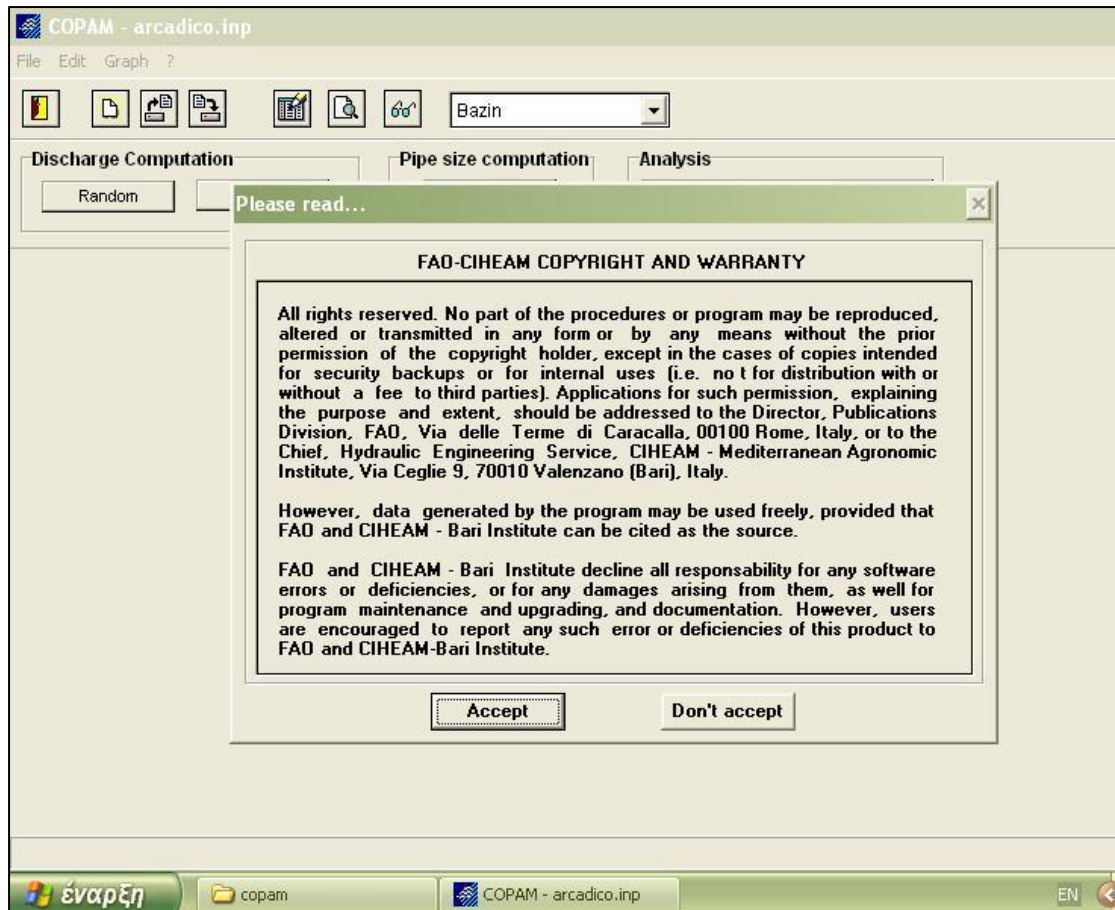 COPAM - arcadico.inp
File Edit Graph ?
Bazin
Discharge Computation Pipe size computation Analysis
Random
Please read...
FAO-CIHEAM COPYRIGHT AND WARRANTY
All rights reserved. No part of the procedures or program may be reproduced,
altered or transmitted in any form or by any means without the prior
permission of the copyright holder, except in the cases of copies intended
for security backups or for internal uses (i.e. no t for distribution with or
without a fee to third parties). Applications for such permission, explaining
the purpose and extent, should be addressed to the Director, Publications
Division, FAO, Via delle Terme di Caracalla, 00100 Rome, Italy, or to the
Chief, Hydraulic Engineering Service, CIHEAM - Mediterranean Agronomic
Institute, Via Ceglie 9, 70010 Valenzano (Bari), Italy.
However, data generated by the program may be used freely, provided that
FAO and CIHEAM - Bari Institute can be cited as the source.
FAO and CIHEAM - Bari Institute decline all responsability for any software
errors or deficiencies, or for any damages arising from them, as well for
program maintenance and upgrading, and documentation. However, users
are encouraged to report any such error or deficiencies of this product to
FAO and CIHEAM-Bari Institute.
Accept Don't accept
έναρξη copam COPAM - arcadico.inp EN